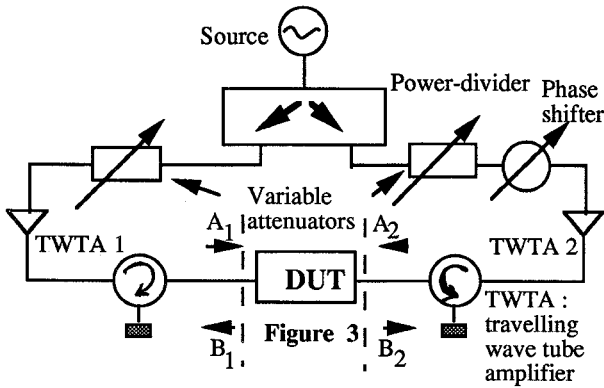 Source
Power-divider
Phase
shifter
Variable
attenuators
A1
A2
TWTA 1
TWTA 2
DUT
TWTA :
travelling
wave tube
amplifier
Figure 3
B1
B2